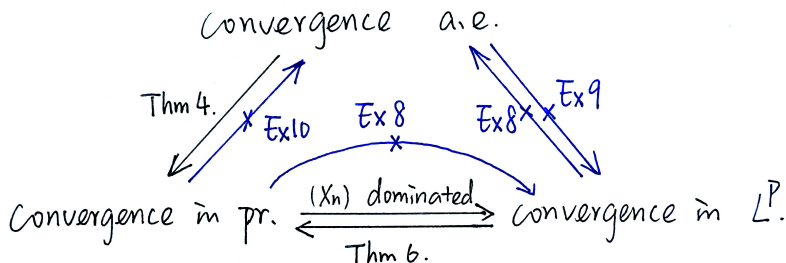 Convergence a.e.
Thm 4.
Ex10
Ex 8
Ex8
Ex9
Convergence in pr.
(Xn) dominated
Thm 6.
convergence in L^p.